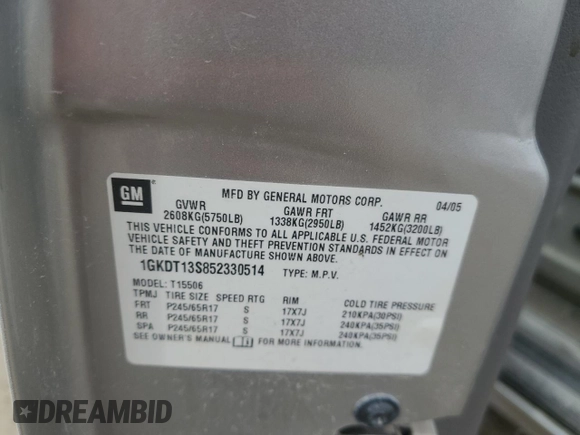 GM
MFD BY GENERAL MOTORS CORP. 04/05
GVWR GAWR FRT GAWR RR
2608KG(5750LB) 1338KG(2950LB) 1452KG(3200LB)
THIS VEHICLE CONFORMS TO ALL APPLICABLE U.S. FEDERAL MOTOR
VEHICLE SAFETY AND THEFT PREVENTION STANDARDS IN EFFECT ON
THE DATE OF MANUFACTURE SHOWN ABOVE.
1GKDT13S852330514 TYPE: M.P.V.
MODEL: T15506
TPMJ TIRE SIZE SPEED RTG RIM COLD TIRE PRESSURE
FRT P245/65R17 S 17X7J 210KPA(30PSI)
RR P245/65R17 S 17X7J 240KPA(35PSI)
SPA P245/65R17 S 17X7J 240KPA(35PSI)
SEE OWNER'S MANUAL FOR MORE INFORMATION.
DREAMBID